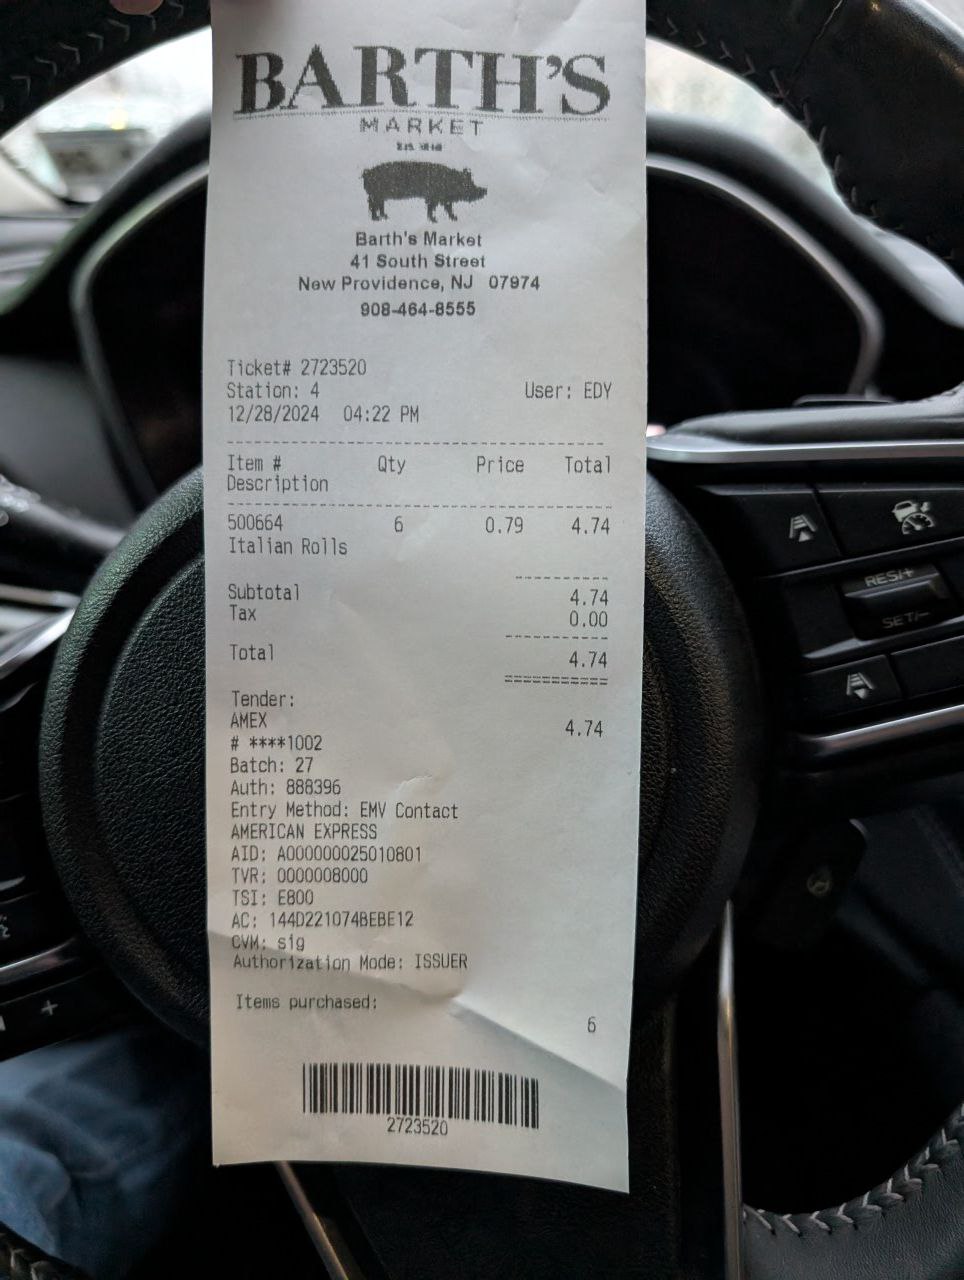 BARTH'S
MARKET
Barth's Market
41 South Street
New Providence, NJ 07974
908-464-8555
Ticket# 2723520
Station: 4 User: EDY
12/28/2024 04:22 PM
Item # Qty Price Total
Description
500664 6 0.79 4.74
Italian Rolls
Subtotal 4.74
Tax 0.00
Total 4.74
Tender:
AMEX 4.74
# ****1002
Batch: 27
Auth: 888396
Entry Method: EMV Contact
AMERICAN EXPRESS
AID: A000000025010801
TVR: 0000008000
TSI: E800
AC: 144D221074BEBE12
CVM: sig
Authorization Mode: ISSUER
Items purchased:
6
2723520
RES/+
SET/-
+